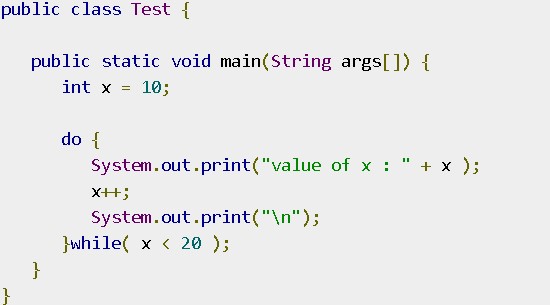 public class Test {
public static void main(String args[]) {
int x = 10;
do {
System.out.print("value of x : " + x );
x++;
System.out.print("\n");
}while( x < 20 );
}
}